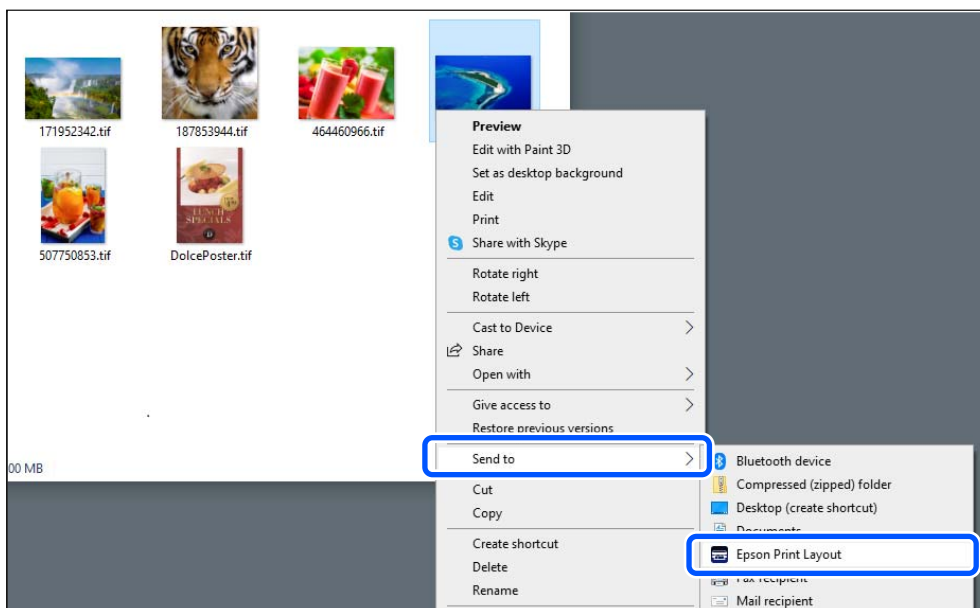 171952342.tif
187853944.tif
464460966.tif
507750853.tif
LUNCH
SPECIALS
DolcePoster.tif
00 MB
Preview
Edit with Paint 3D
Set as desktop background
Edit
Print
Share with Skype
Rotate right
Rotate left
Cast to Device
Share
Open with
Give access to
Restore previous versions
Send to
Cut
Copy
Create shortcut
Delete
Rename
Bluetooth device
Compressed (zipped) folder
Desktop (create shortcut)
Documents
Epson Print Layout
Fax recipient
Mail recipient